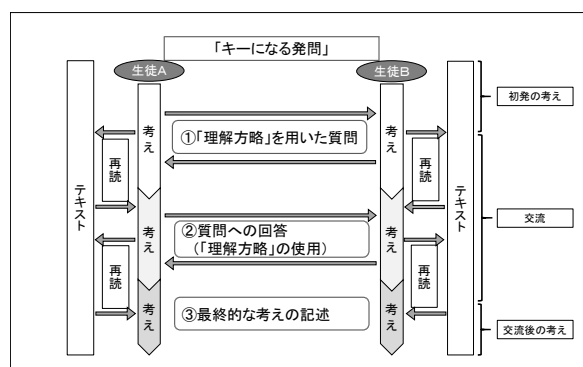 「キーになる発問」
生徒A
生徒B
初発の考え
考え
①「理解方略」を用いた質問
考え
再読
再読
テキスト
テキスト
交流
考え
②質問への回答
(「理解方略」の使用)
考え
再読
再読
考え
③最終的な考えの記述
考え
交流後の考え